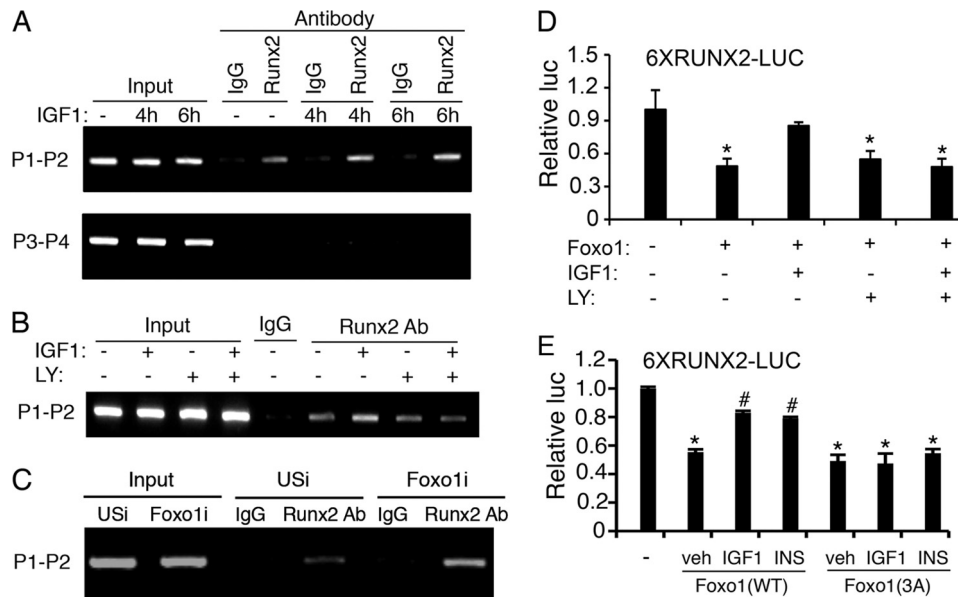 A
Antibody
Input
IgG Runx2 IgG Runx2 IgG Runx2
IGF1: - 4h 6h - - 4h 4h 6h 6h
P1-P2
P3-P4
B
Input IgG Runx2 Ab
IGF1: - + - + - - + - +
LY: - - + + - - - + +
P1-P2
C
Input USi Foxo1i
USi Foxo1i IgG Runx2 Ab IgG Runx2 Ab
P1-P2
D
6XRUNX2-LUC
Relative luc
1.5
1.2
0.9
0.6
0.3
0
* * *
Foxo1: - + + + +
IGF1: - - + - +
LY: - - - + +
E
6XRUNX2-LUC
Relative luc
1.2
1.0
0.8
0.6
0.4
0.2
0
* # # * * *
- veh IGF1 INS veh IGF1 INS
Foxo1(WT) Foxo1(3A)